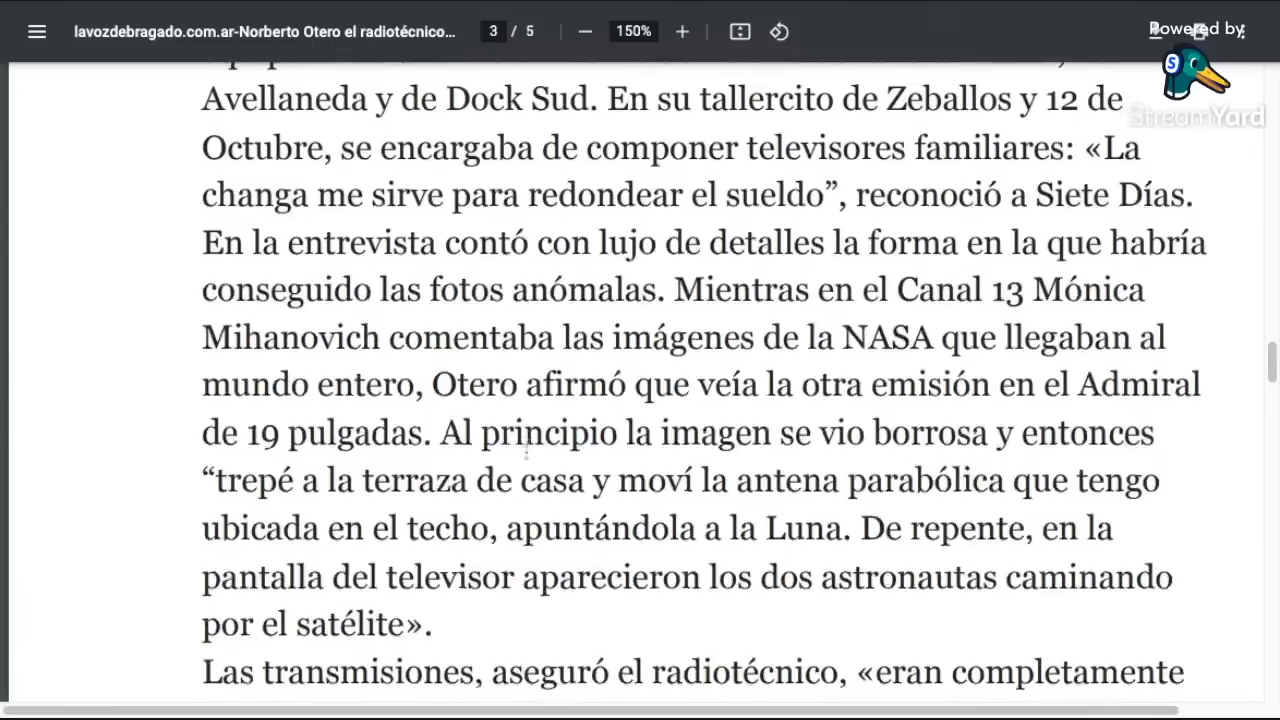 lavozdebragado.com.ar-Norberto Otero el radiotécnico... 3 / 5 150%
Powered by
StreamYard
Avellaneda y de Dock Sud. En su tallercito de Zeballos y 12 de
Octubre, se encargaba de componer televisores familiares: «La
changa me sirve para redondear el sueldo”, reconoció a Siete Días.
En la entrevista contó con lujo de detalles la forma en la que habría
conseguido las fotos anómalas. Mientras en el Canal 13 Mónica
Mihanovich comentaba las imágenes de la NASA que llegaban al
mundo entero, Otero afirmó que veía la otra emisión en el Admiral
de 19 pulgadas. Al principio la imagen se vio borrosa y entonces
“trepé a la terraza de casa y moví la antena parabólica que tengo
ubicada en el techo, apuntándola a la Luna. De repente, en la
pantalla del televisor aparecieron los dos astronautas caminando
por el satélite».
Las transmisiones, aseguró el radiotécnico, «eran completamente